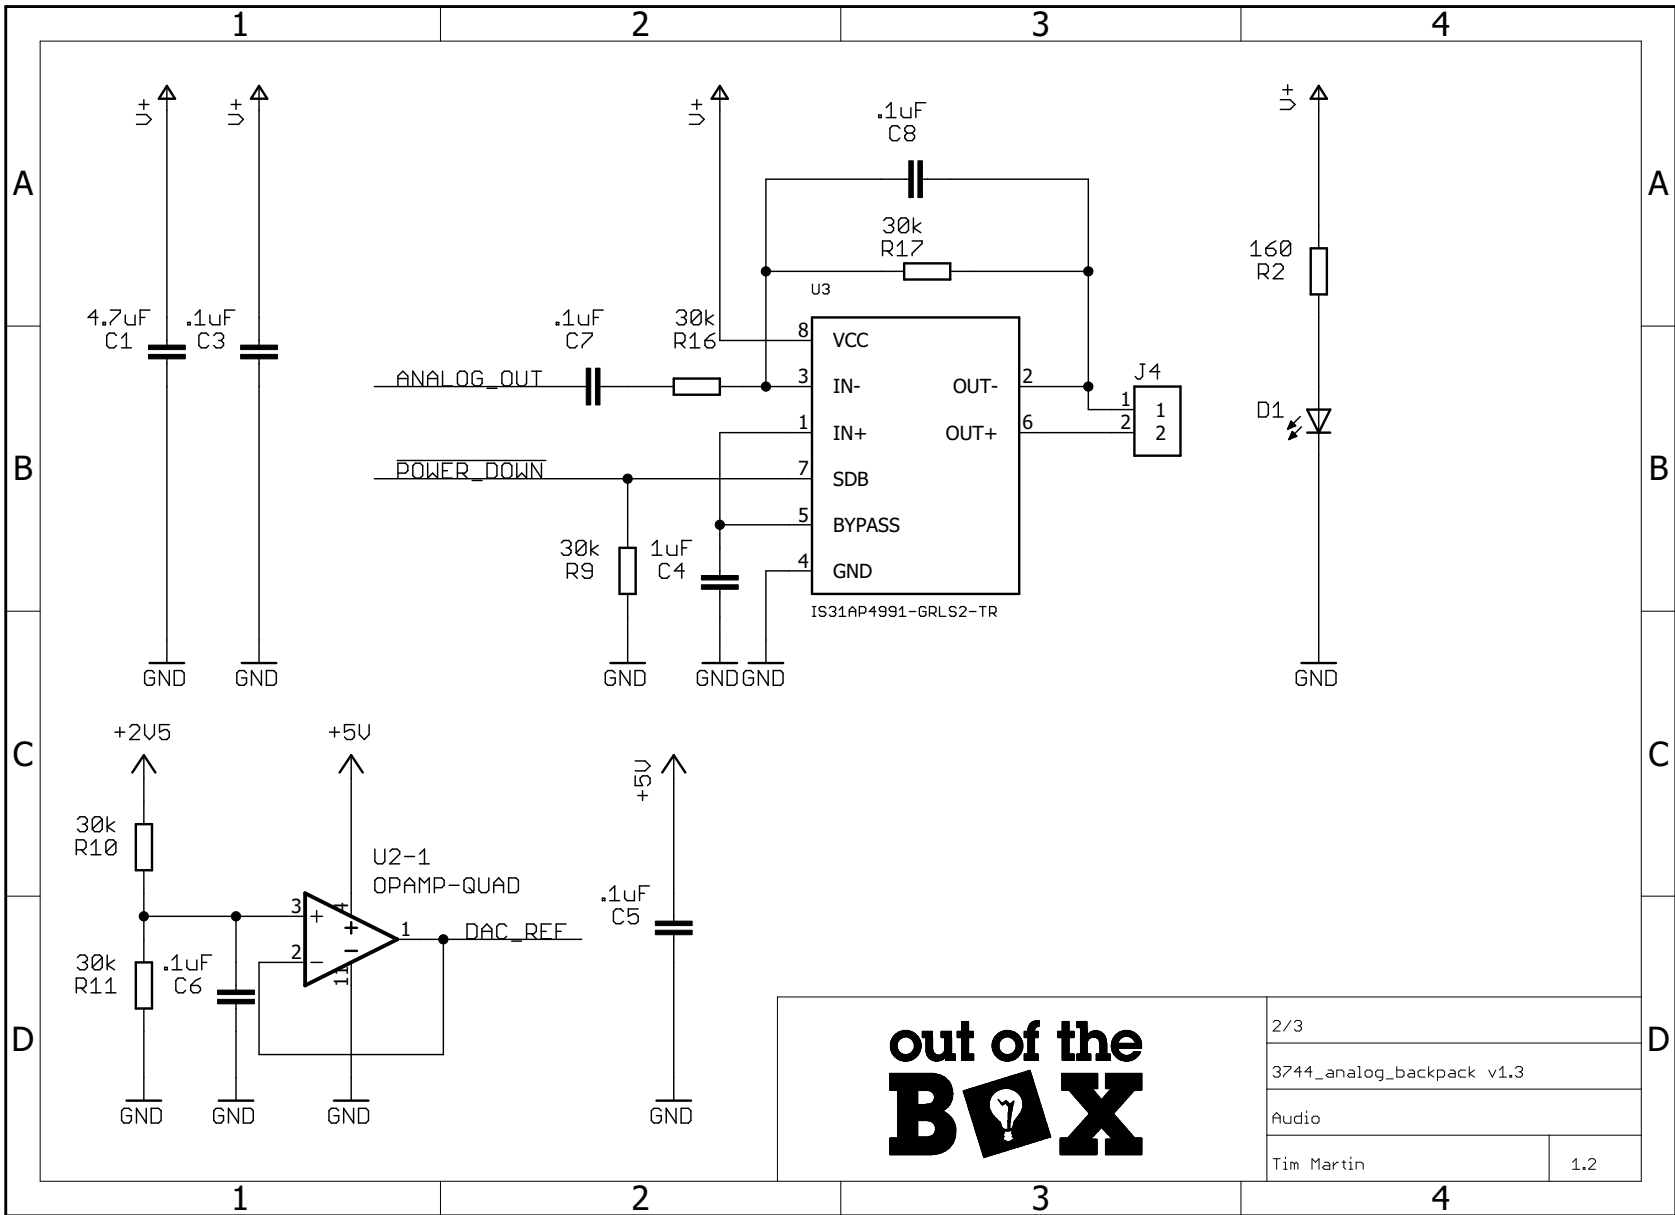 1 2 3 4
A A
V+ V+ V+ V+
.1uF
C8
30k
R17
160
R2
U3
4.7uF
C1
.1uF
C3
.1uF
C7
30k
R16
8 VCC
ANALOG_OUT
3 IN-
OUT- 2
J4
1 1
D1
1 IN+
OUT+ 6
2 2
B B
POWER_DOWN
7 SDB
5 BYPASS
30k
R9
1uF
C4
4 GND
IS31AP4991-GRLS2-TR
GND GND GND GND GND GND
C C
+2V5 +5V +5V
30k
R10
U2-1
OPAMP-QUAD
.1uF
C5
3 + 4
+
1 DAC_REF
2 - 11
-
30k
R11
.1uF
C6
D D
GND GND GND GND
out of the
BOX
2/3
3744_analog_backpack v1.3
Audio
Tim Martin 1.2
1 2 3 4